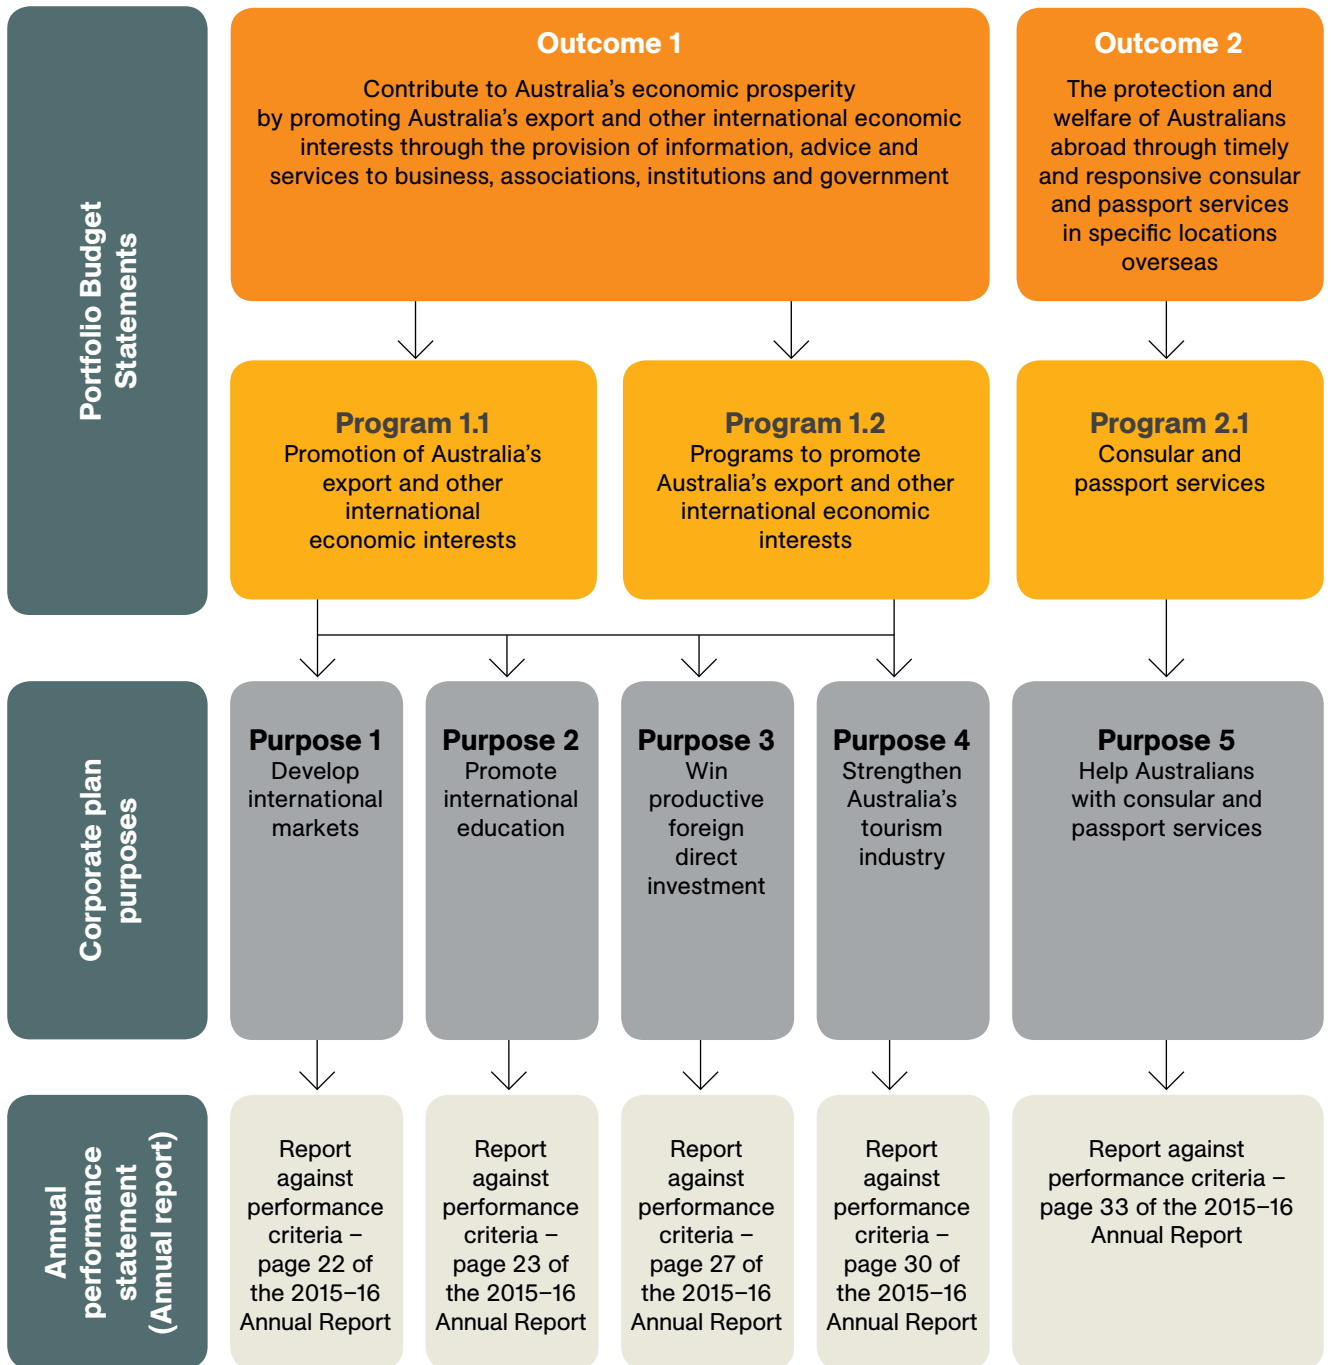 Portfolio Budget
Statements
Outcome 1
Contribute to Australia’s economic prosperity
by promoting Australia’s export and other international economic
interests through the provision of information, advice and
services to business, associations, institutions and government
Outcome 2
The protection and
welfare of Australians
abroad through timely
and responsive consular
and passport services
in specific locations
overseas
Program 1.1
Promotion of Australia’s
export and other
international
economic interests
Program 1.2
Programs to promote
Australia’s export and other
international economic
interests
Program 2.1
Consular and
passport services
Corporate plan
purposes
Purpose 1
Develop
international
markets
Purpose 2
Promote
international
education
Purpose 3
Win
productive
foreign
direct
investment
Purpose 4
Strengthen
Australia’s
tourism
industry
Purpose 5
Help Australians
with consular and
passport services
Annual
performance
statement
(Annual report)
Report
against
performance
criteria –
page 22 of
the 2015–16
Annual Report
Report
against
performance
criteria –
page 23 of
the 2015–16
Annual Report
Report
against
performance
criteria –
page 27 of
the 2015–16
Annual Report
Report
against
performance
criteria –
page 30 of
the 2015–16
Annual Report
Report against
performance criteria –
page 33 of the 2015–16
Annual Report